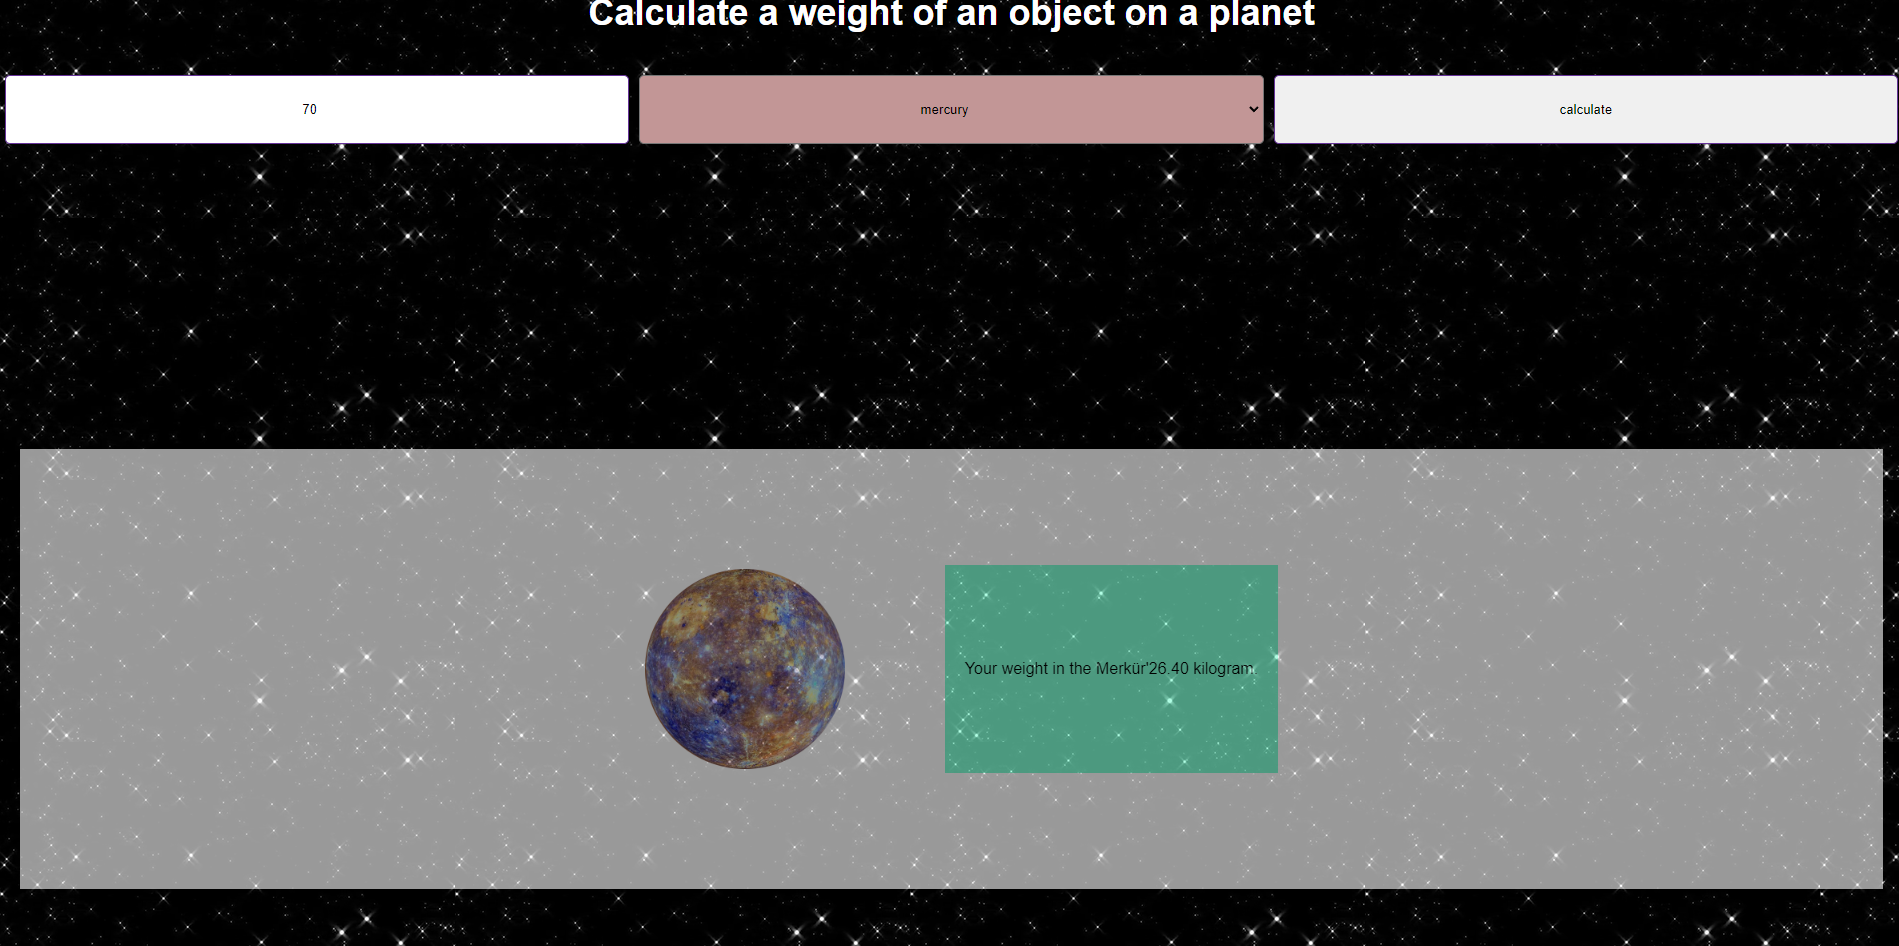 Calculate a weight of an object on a planet
70
mercury
calculate
Your weight in the Merkür'26.40 kilogram